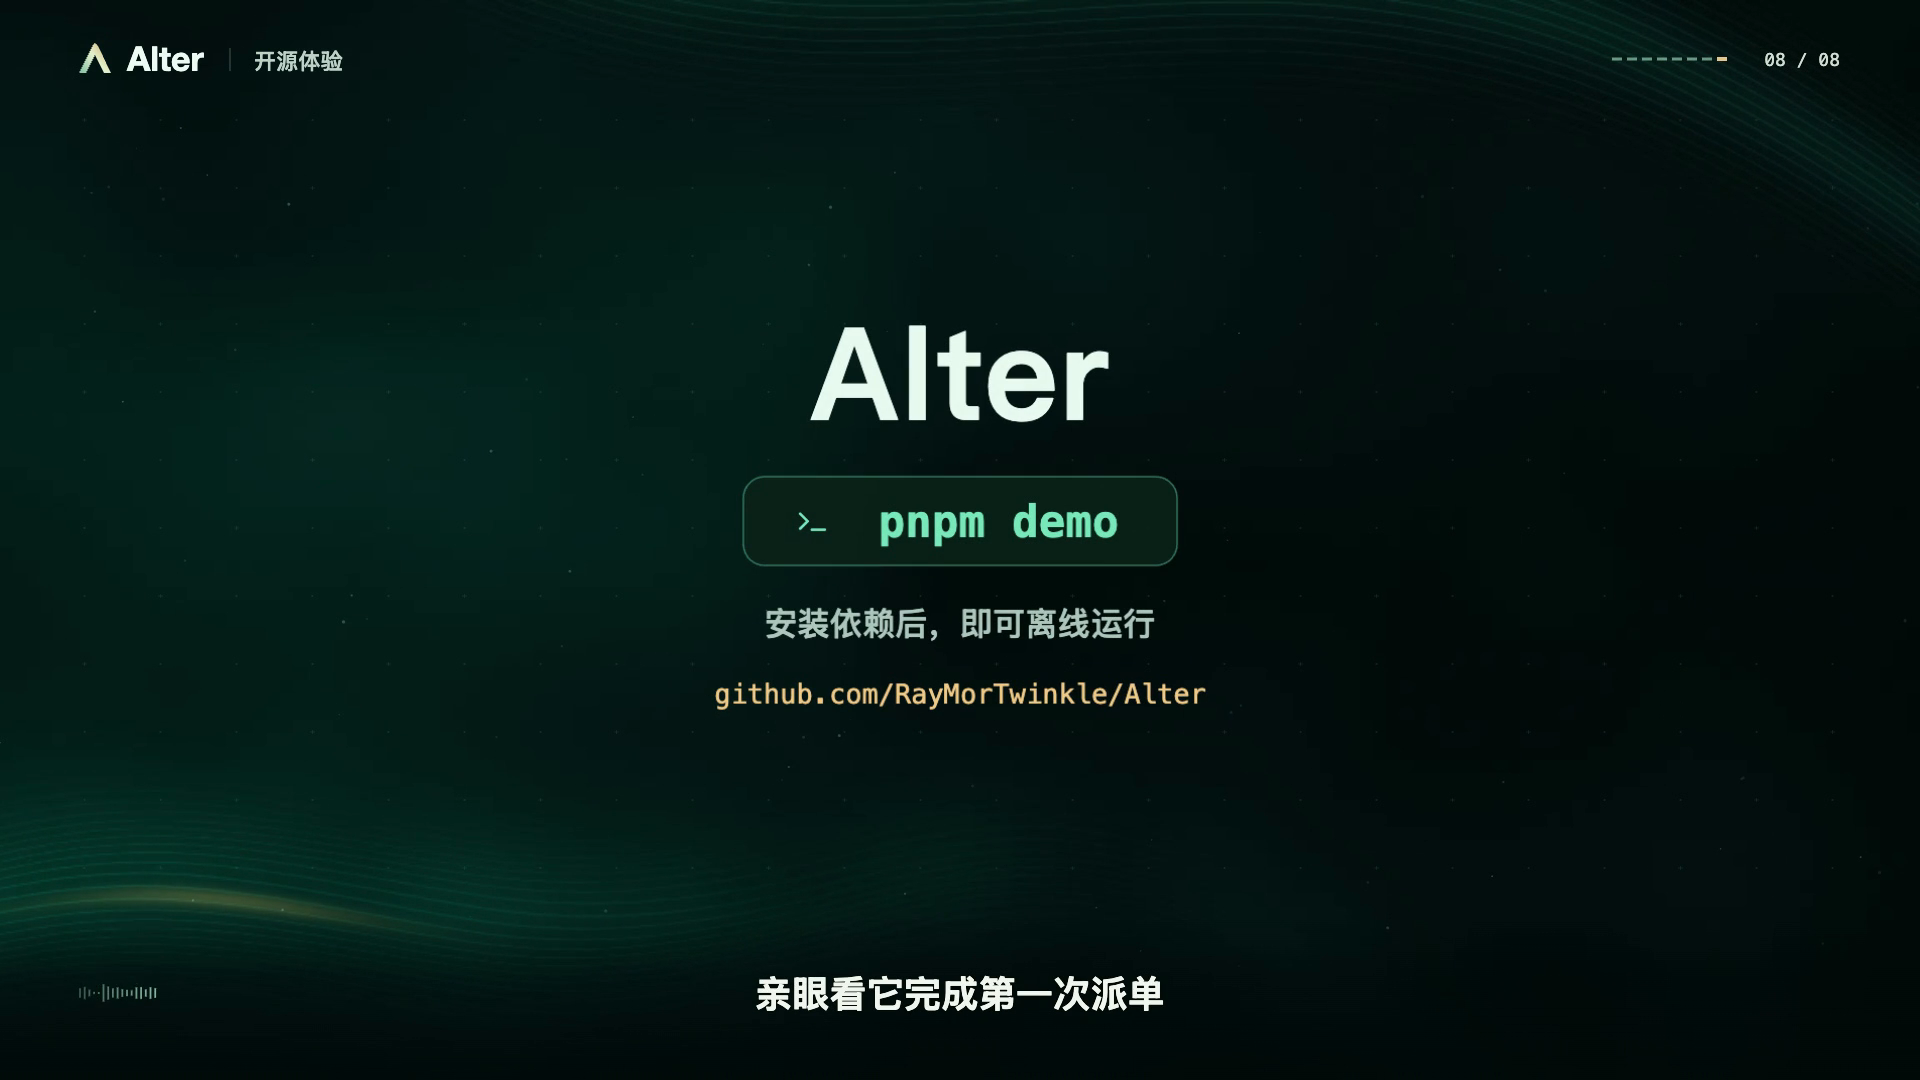 Alter | 开源体验
08 / 08
Alter
>_ pnpm demo
安装依赖后，即可离线运行
github.com/RayMorTwinkle/Alter
亲眼看它完成第一次派单